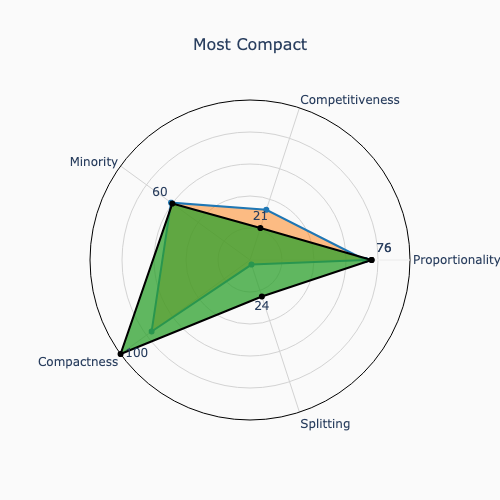 Most Compact
Competitiveness
Minority
60
21
76
Proportionality
24
100
Compactness
Splitting